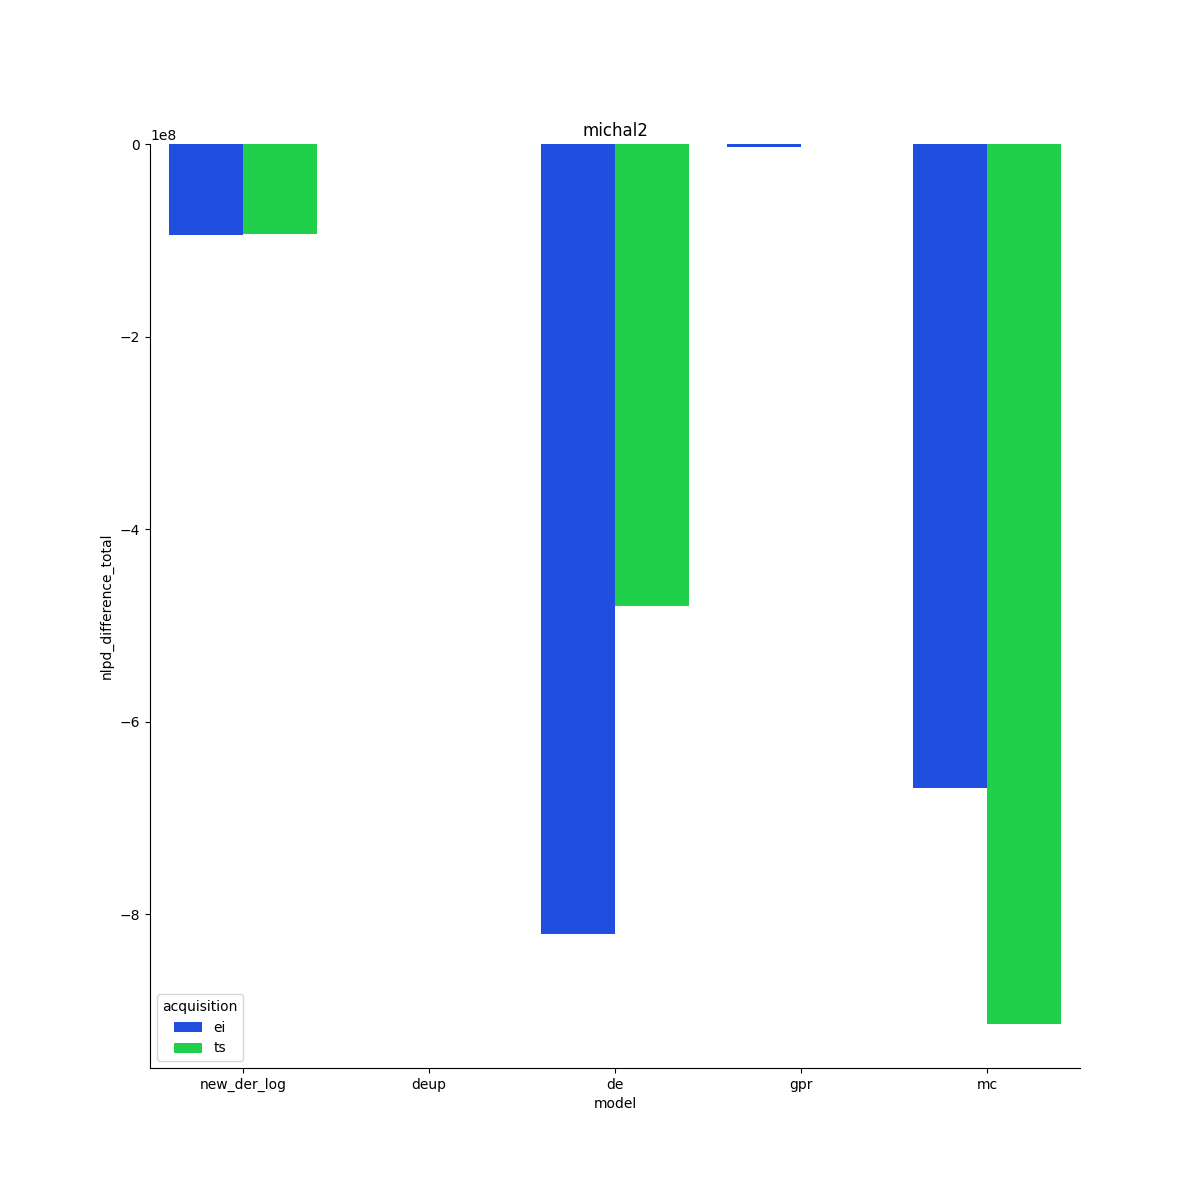 michal2
1e8
0
−2
−4
−6
−8
nlpd_difference_total
acquisition
ei
ts
new_der_log deup de gpr mc
model